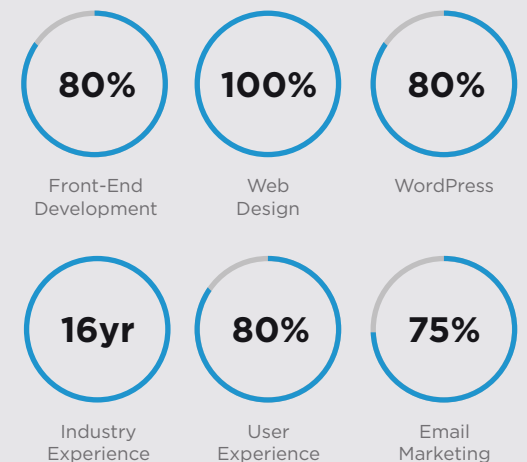 80%
100%
80%
Front-End
Development
Web
Design
WordPress
16yr
80%
75%
Industry
Experience
User
Experience
Email
Marketing